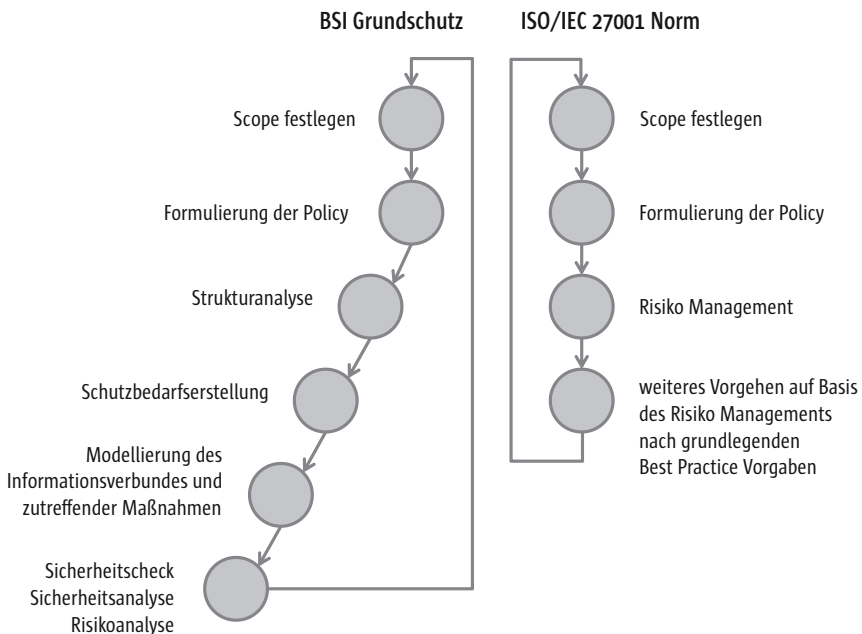 BSI Grundschutz
Scope festlegen
Formulierung der Policy
Strukturanalyse
Schutzbedarfserstellung
Modellierung des
Informationsverbundes und
zutreffender Maßnahmen
Sicherheitscheck
Sicherheitsanalyse
Risikoanalyse
ISO/IEC 27001 Norm
Scope festlegen
Formulierung der Policy
Risiko Management
weiteres Vorgehen auf Basis
des Risiko Managements
nach grundlegenden
Best Practice Vorgaben